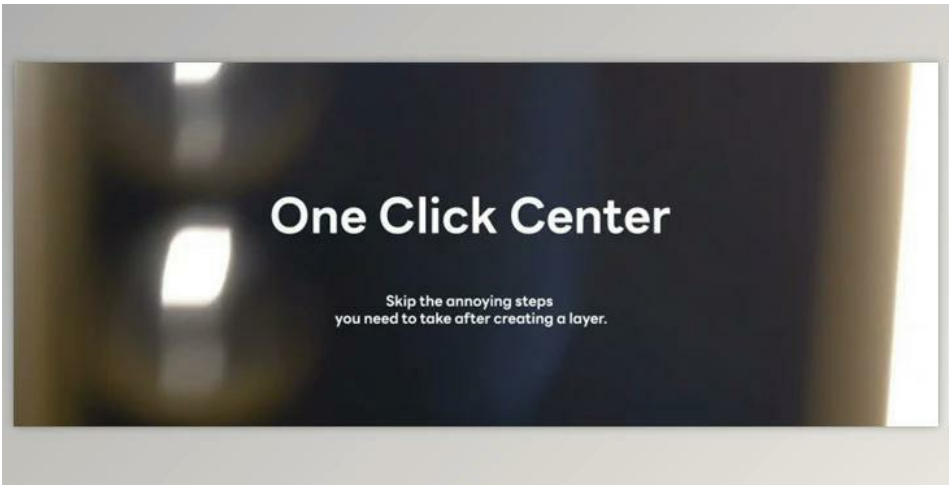 One Click Center
Skip the annoying steps
you need to take after creating a layer.